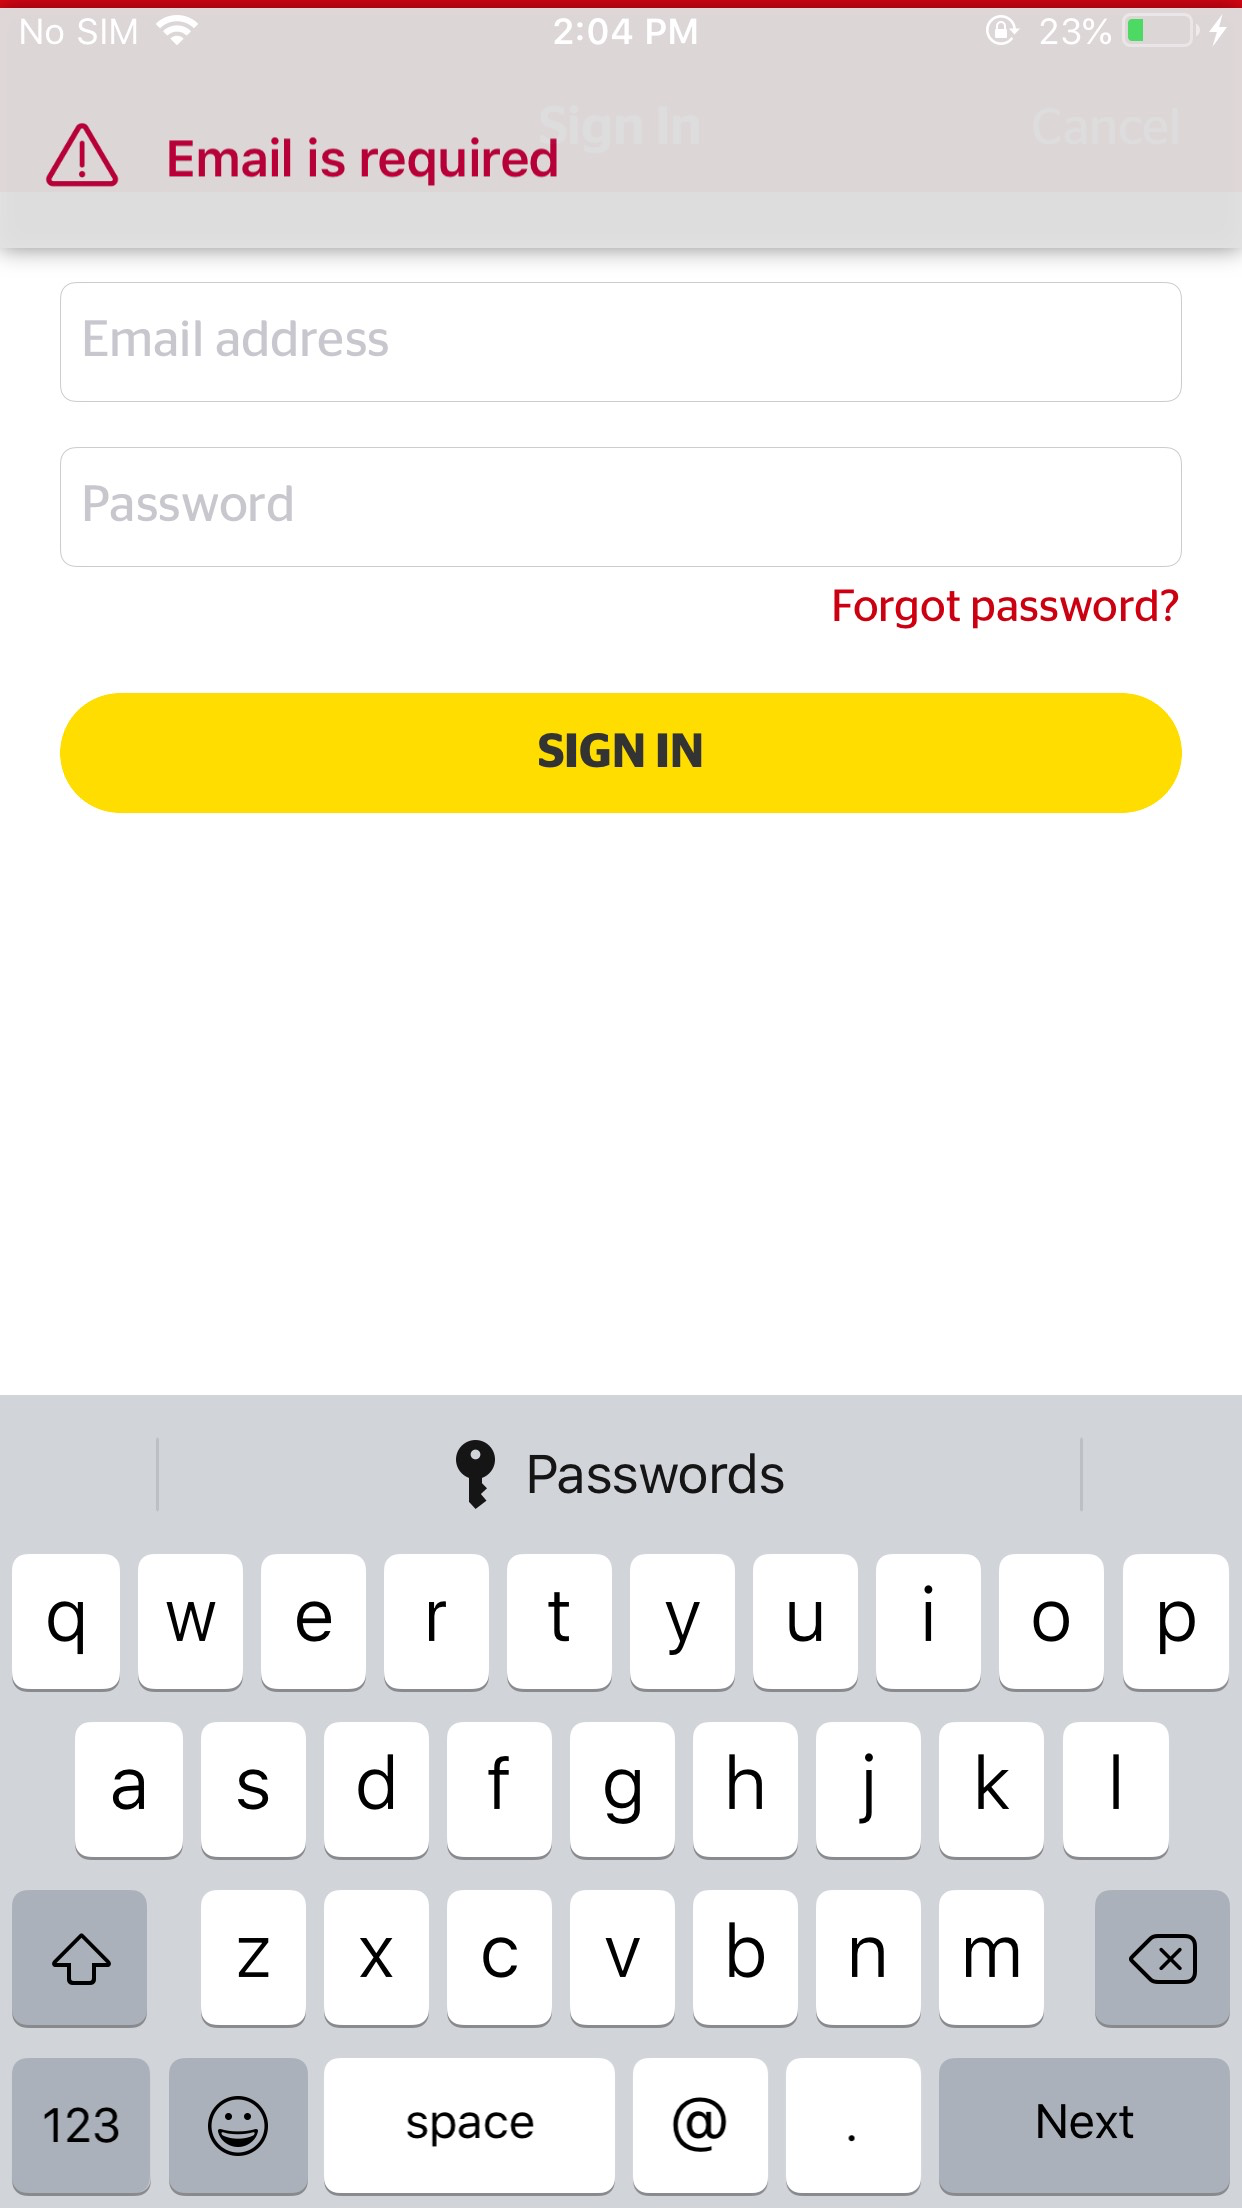 No SIM 2:04 PM 23%
Sign In Cancel
Email is required
Email address
Password
Forgot password?
SIGN IN
Passwords
q w e r t y u i o p
a s d f g h j k l
z x c v b n m
123 space @ . Next